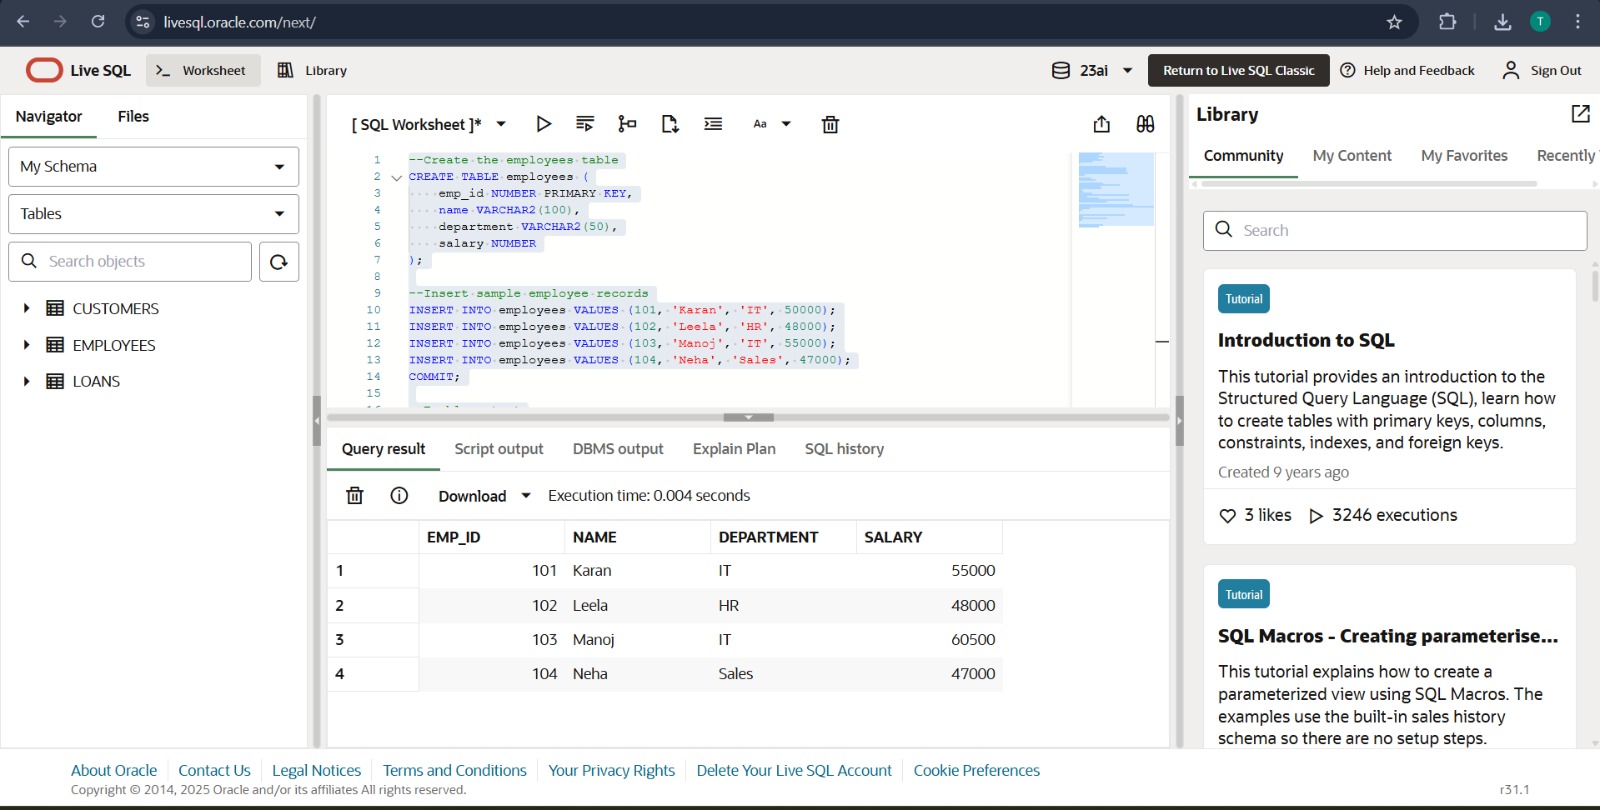 livesql.oracle.com/next/
T
Live SQL
Worksheet
Library
23ai
Return to Live SQL Classic
Help and Feedback
Sign Out
Navigator
Files
My Schema
Tables
Search objects
CUSTOMERS
EMPLOYEES
LOANS
[ SQL Worksheet ]*
Aa
1 --Create the employees table
2 CREATE TABLE employees (
3 emp_id NUMBER PRIMARY KEY,
4 name VARCHAR2(100),
5 department VARCHAR2(50),
6 salary NUMBER
7 );
8
9 --Insert sample employee records
10 INSERT INTO employees VALUES (101, 'Karan', 'IT', 50000);
11 INSERT INTO employees VALUES (102, 'Leela', 'HR', 48000);
12 INSERT INTO employees VALUES (103, 'Manoj', 'IT', 55000);
13 INSERT INTO employees VALUES (104, 'Neha', 'Sales', 47000);
14 COMMIT;
15
Query result
Script output
DBMS output
Explain Plan
SQL history
Download
Execution time: 0.004 seconds
EMP_ID NAME DEPARTMENT SALARY
1 101 Karan IT 55000
2 102 Leela HR 48000
3 103 Manoj IT 60500
4 104 Neha Sales 47000
Library
Community
My Content
My Favorites
Recently
Search
Tutorial
Introduction to SQL
This tutorial provides an introduction to the
Structured Query Language (SQL), learn how
to create tables with primary keys, columns,
constraints, indexes, and foreign keys.
Created 9 years ago
3 likes
3246 executions
Tutorial
SQL Macros - Creating parameterise...
This tutorial explains how to create a
parameterized view using SQL Macros. The
examples use the built-in sales history
schema so there are no setup steps.
About Oracle
Contact Us
Legal Notices
Terms and Conditions
Your Privacy Rights
Delete Your Live SQL Account
Cookie Preferences
Copyright © 2014, 2025 Oracle and/or its affiliates All rights reserved.
r31.1